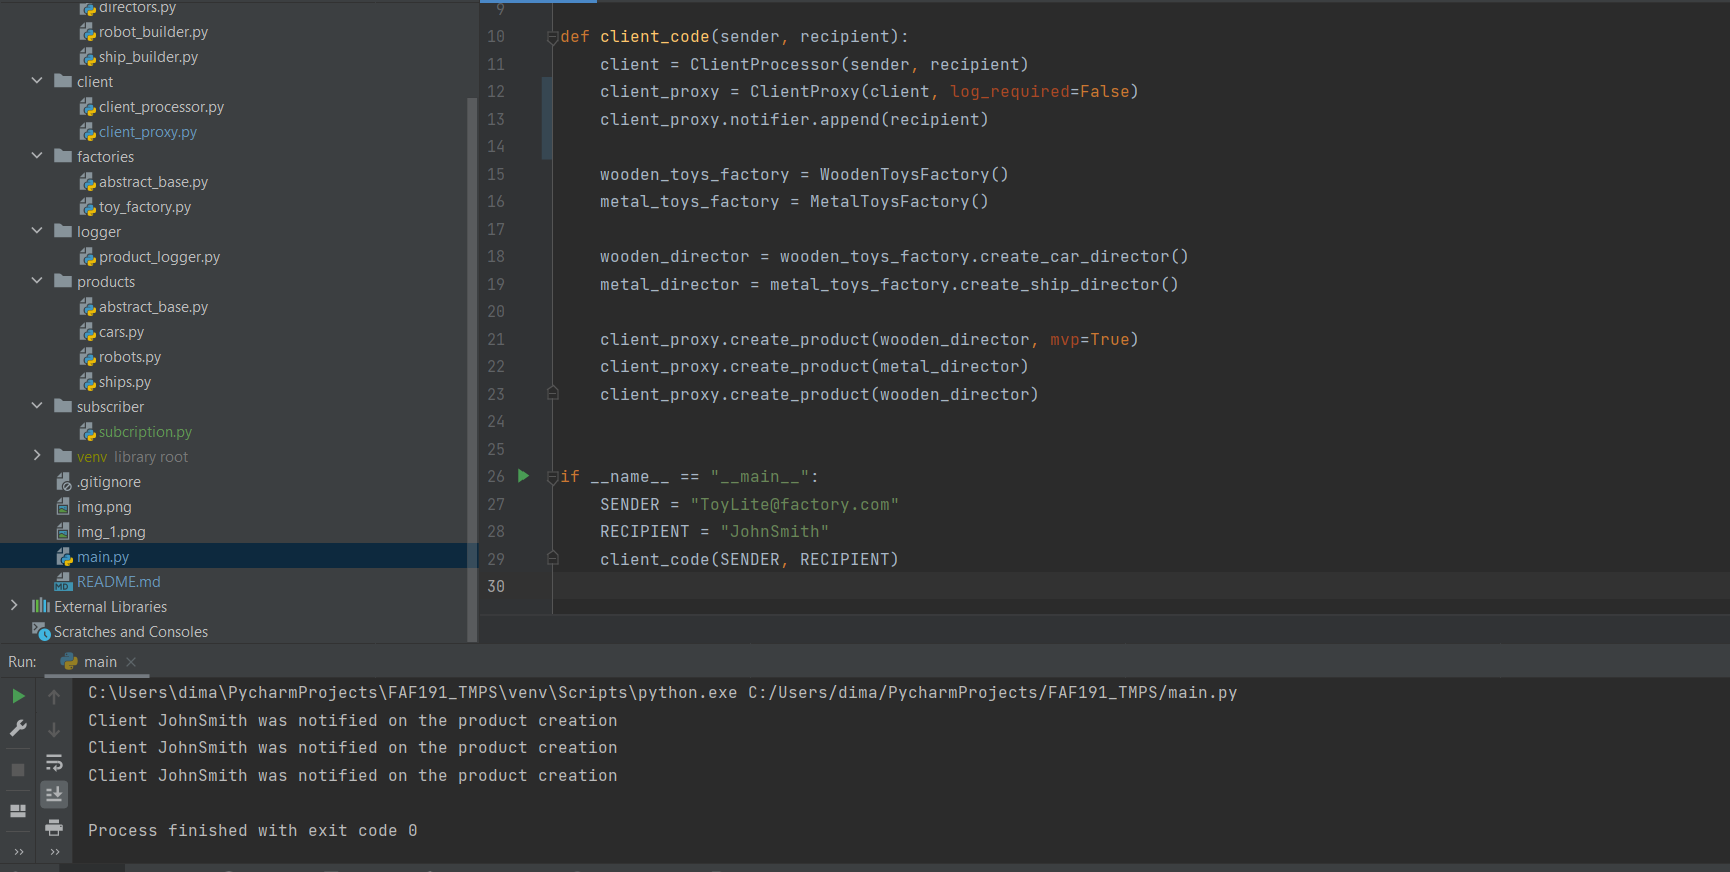 directors.py
robot_builder.py
ship_builder.py
client
client_processor.py
client_proxy.py
factories
abstract_base.py
toy_factory.py
logger
product_logger.py
products
abstract_base.py
cars.py
robots.py
ships.py
subscriber
subcription.py
venv library root
.gitignore
img.png
img_1.png
main.py
README.md
External Libraries
Scratches and Consoles
9
10 def client_code(sender, recipient):
11 client = ClientProcessor(sender, recipient)
12 client_proxy = ClientProxy(client, log_required=False)
13 client_proxy.notifier.append(recipient)
14
15 wooden_toys_factory = WoodenToysFactory()
16 metal_toys_factory = MetalToysFactory()
17
18 wooden_director = wooden_toys_factory.create_car_director()
19 metal_director = metal_toys_factory.create_ship_director()
20
21 client_proxy.create_product(wooden_director, mvp=True)
22 client_proxy.create_product(metal_director)
23 client_proxy.create_product(wooden_director)
24
25
26 if __name__ == "__main__":
27 SENDER = "ToyLite@factory.com"
28 RECIPIENT = "JohnSmith"
29 client_code(SENDER, RECIPIENT)
30
Run: main
C:\Users\dima\PycharmProjects\FAF191_TMPS\venv\Scripts\python.exe C:/Users/dima/PycharmProjects/FAF191_TMPS/main.py
Client JohnSmith was notified on the product creation
Client JohnSmith was notified on the product creation
Client JohnSmith was notified on the product creation
Process finished with exit code 0